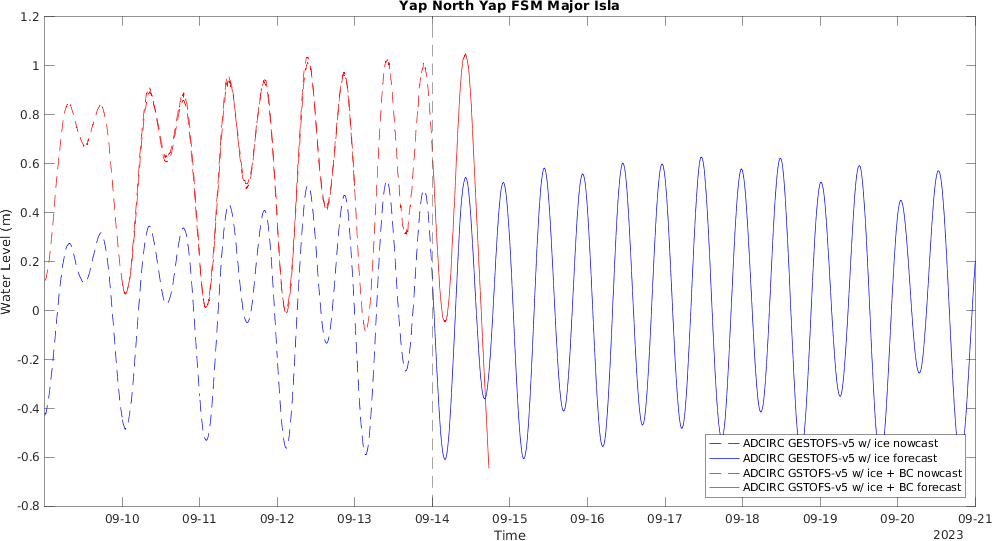 Yap North Yap FSM Major Isla
1.2
1
0.8
0.6
0.4
0.2
0
-0.2
-0.4
-0.6
-0.8
Water Level (m)
ADCIRC GESTOFS-v5 w/ ice nowcast
ADCIRC GESTOFS-v5 w/ ice forecast
ADCIRC GSTOFS-v5 w/ ice + BC nowcast
ADCIRC GSTOFS-v5 w/ ice + BC forecast
09-10 09-11 09-12 09-13 09-14 09-15 09-16 09-17 09-18 09-19 09-20 09-21
Time
2023